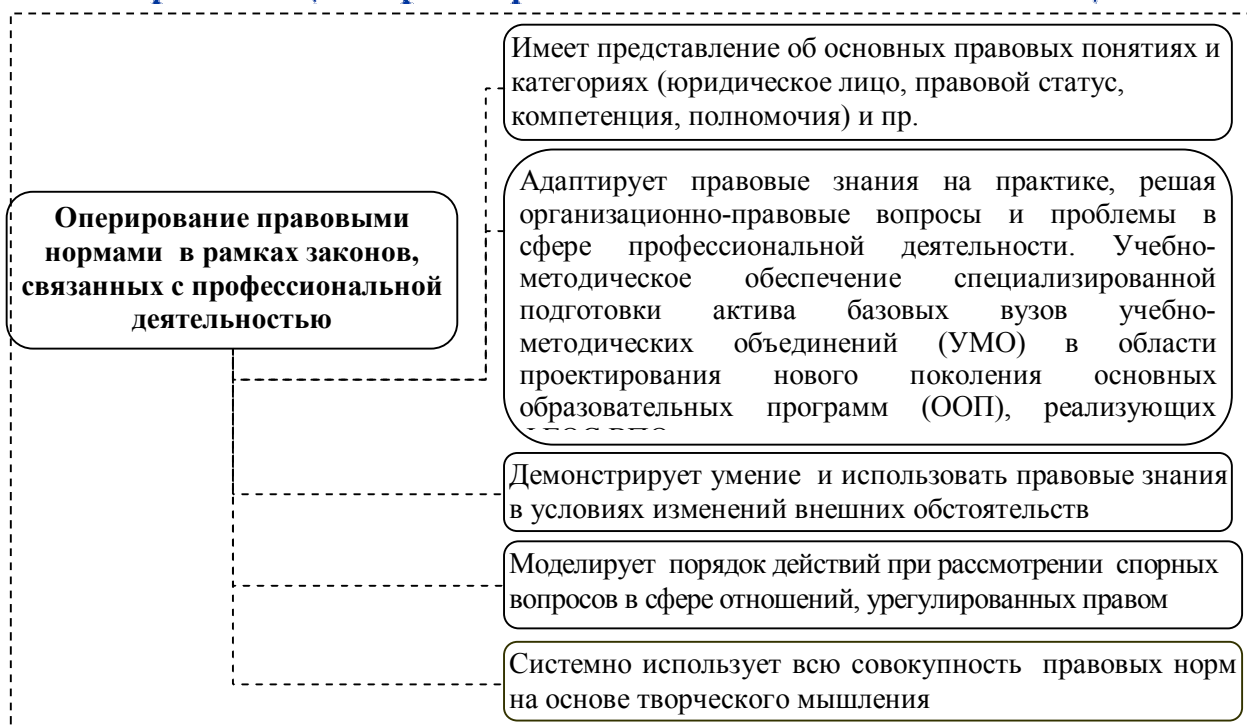 Имеет представление об основных правовых понятиях и
категориях (юридическое лицо, правовой статус,
компетенция, полномочия) и пр.
Оперирование правовыми
нормами в рамках законов,
связанных с профессиональной
деятельностью
Адаптирует правовые знания на практике, решая
организационно-правовые вопросы и проблемы в
сфере профессиональной деятельности. Учебно-
методическое обеспечение специализированной
подготовки актива базовых вузов учебно-
методических объединений (УМО) в области
проектирования нового поколения основных
образовательных программ (ООП), реализующих
Демонстрирует умение и использовать правовые знания
в условиях изменений внешних обстоятельств
Моделирует порядок действий при рассмотрении спорных
вопросов в сфере отношений, урегулированных правом
Системно использует всю совокупность правовых норм
на основе творческого мышления